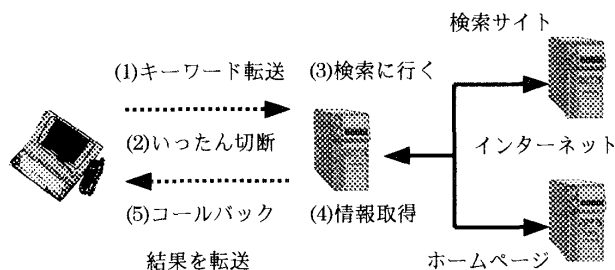 検索サイト
(1)キーワード転送
(3)検索に行く
(2)いったん切断
インターネット
(5)コールバック
(4)情報取得
結果を転送
ホームページ